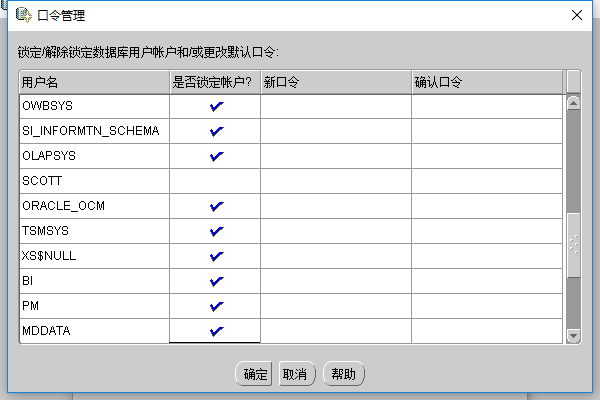 口令管理
锁定/解除锁定数据库用户帐户和/或更改默认口令:
用户名 是否锁定帐户? 新口令 确认口令
OWBSYS
SI_INFORMTN_SCHEMA
OLAPSYS
SCOTT
ORACLE_OCM
TSMSYS
XS$NULL
BI
PM
MDDATA
确定 取消 帮助